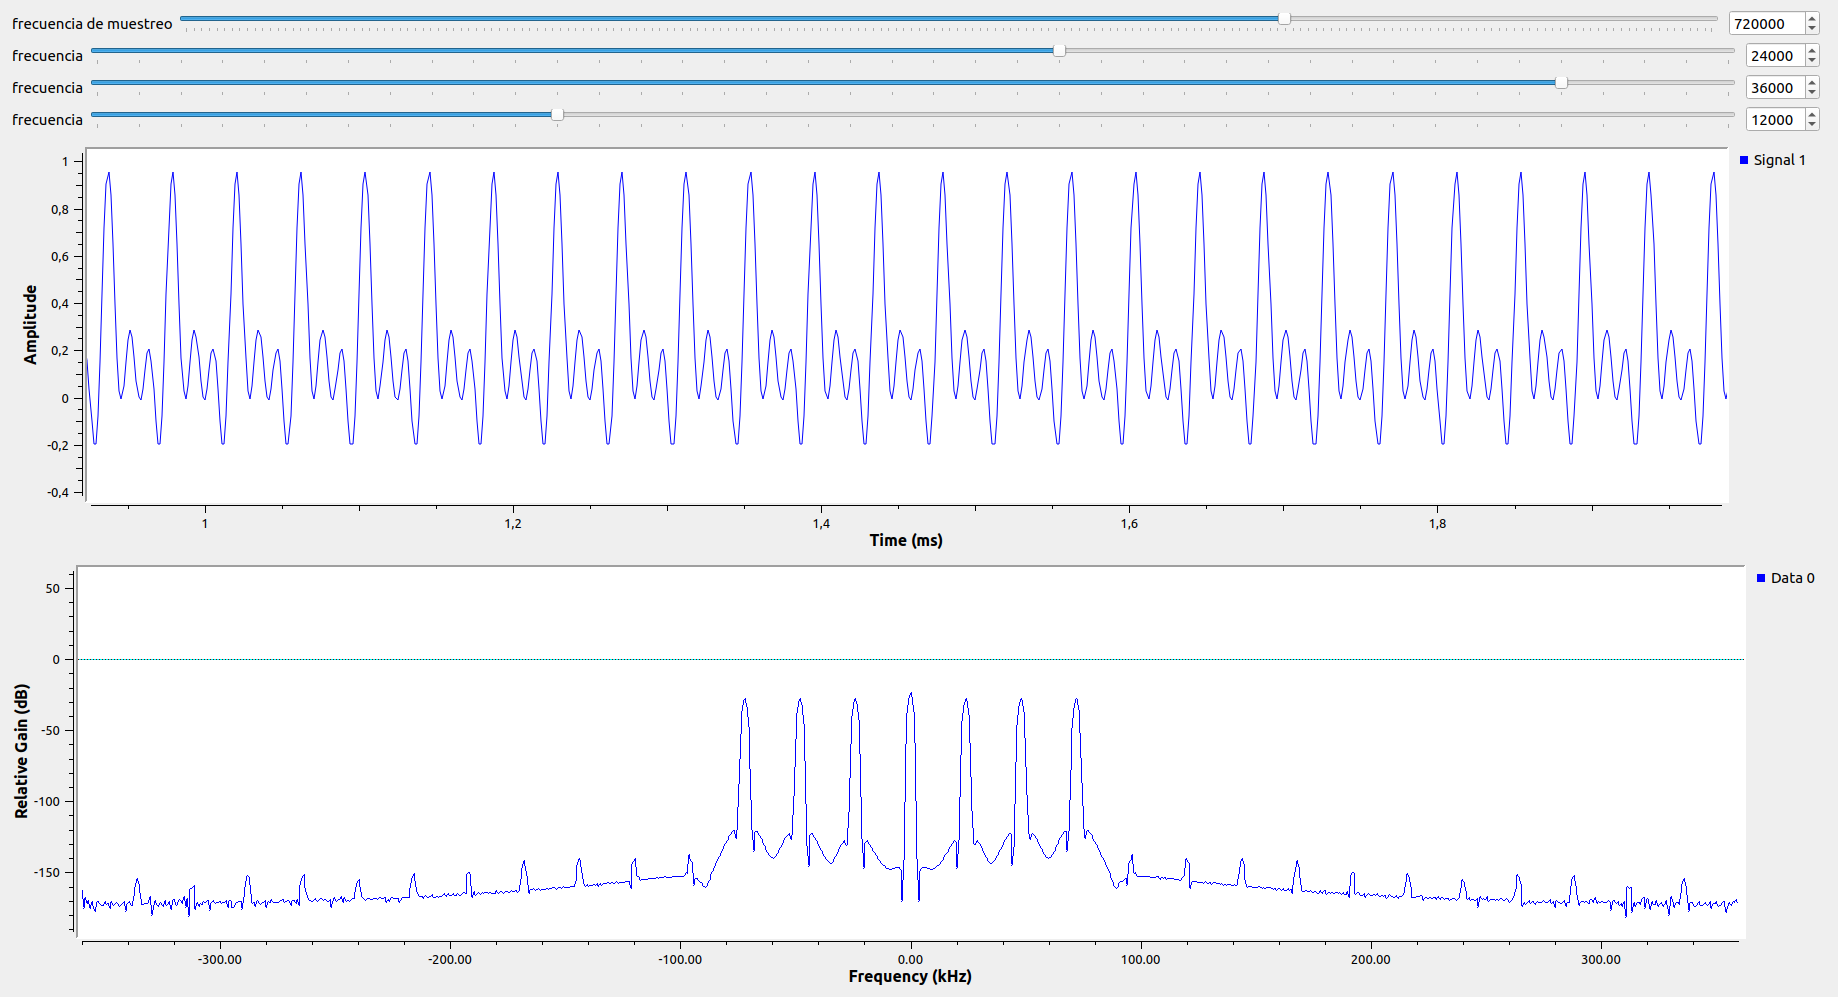 frecuencia de muestreo 720000
frecuencia 24000
frecuencia 36000
frecuencia 12000
Signal 1
1
0,8
0,6
0,4
0,2
0
-0,2
-0,4
Amplitude
1 1,2 1,4 1,6 1,8
Time (ms)
Data 0
50
0
-50
-100
-150
Relative Gain (dB)
-300.00 -200.00 -100.00 0.00 100.00 200.00 300.00
Frequency (kHz)